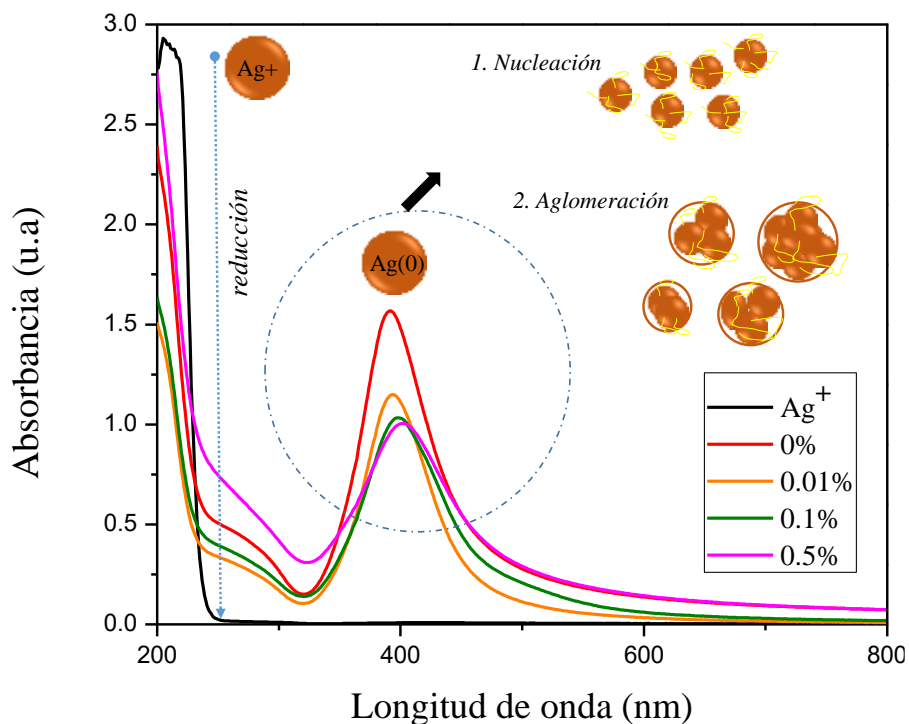 3.0
2.5
2.0
1.5
1.0
0.5
0.0
200
400
600
800
Absorbancia (u.a)
Longitud de onda (nm)
Ag+
reducción
Ag(0)
1. Nucleación
2. Aglomeración
Ag+
0%
0.01%
0.1%
0.5%